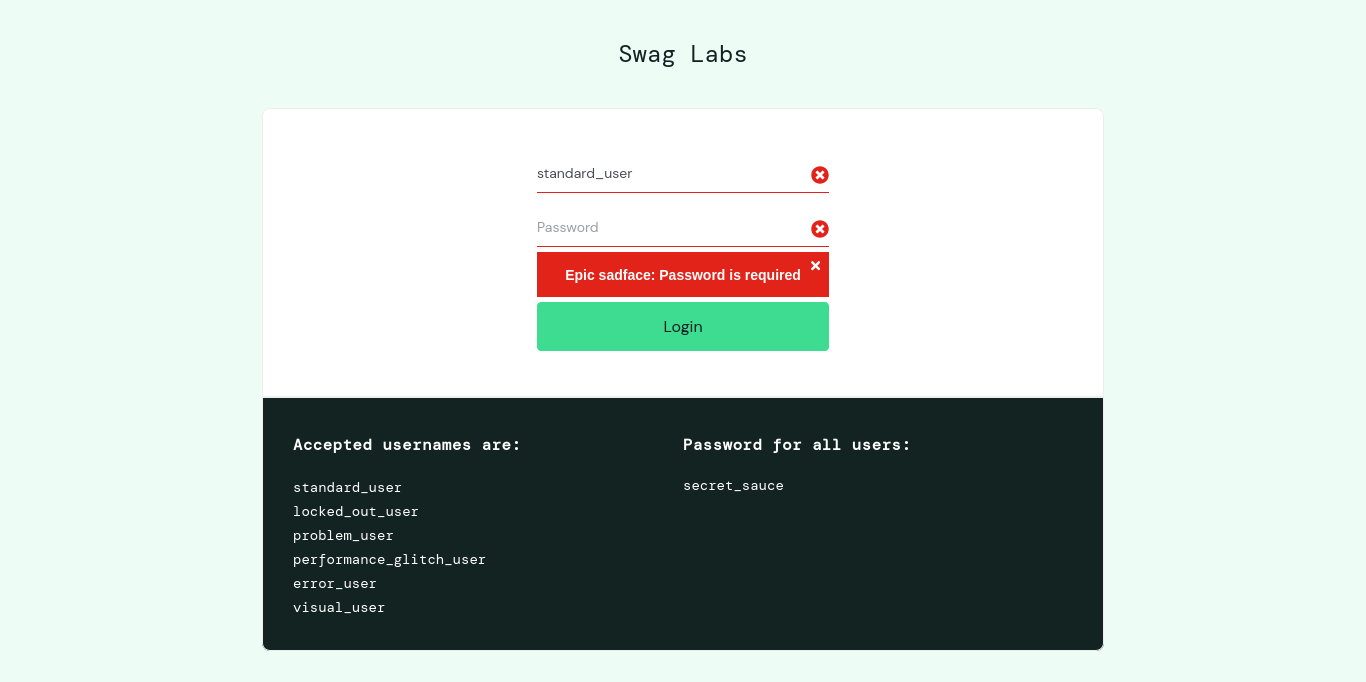 Swag Labs
standard_user
Password
Epic sadface: Password is required
Login
Accepted usernames are:
standard_user
locked_out_user
problem_user
performance_glitch_user
error_user
visual_user
Password for all users:
secret_sauce